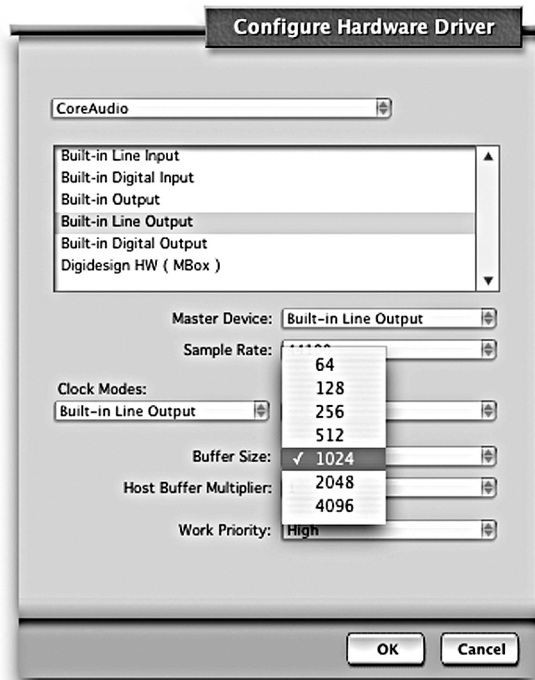 Configure Hardware Driver
CoreAudio
Built-in Line Input
Built-in Digital Input
Built-in Output
Built-in Line Output
Built-in Digital Output
Digidesign HW ( MBox )
Master Device: Built-in Line Output
Sample Rate:
64
128
Clock Modes:
Built-in Line Output
256
512
Buffer Size: ✓ 1024
2048
Host Buffer Multiplier:
4096
Work Priority: High
OK Cancel